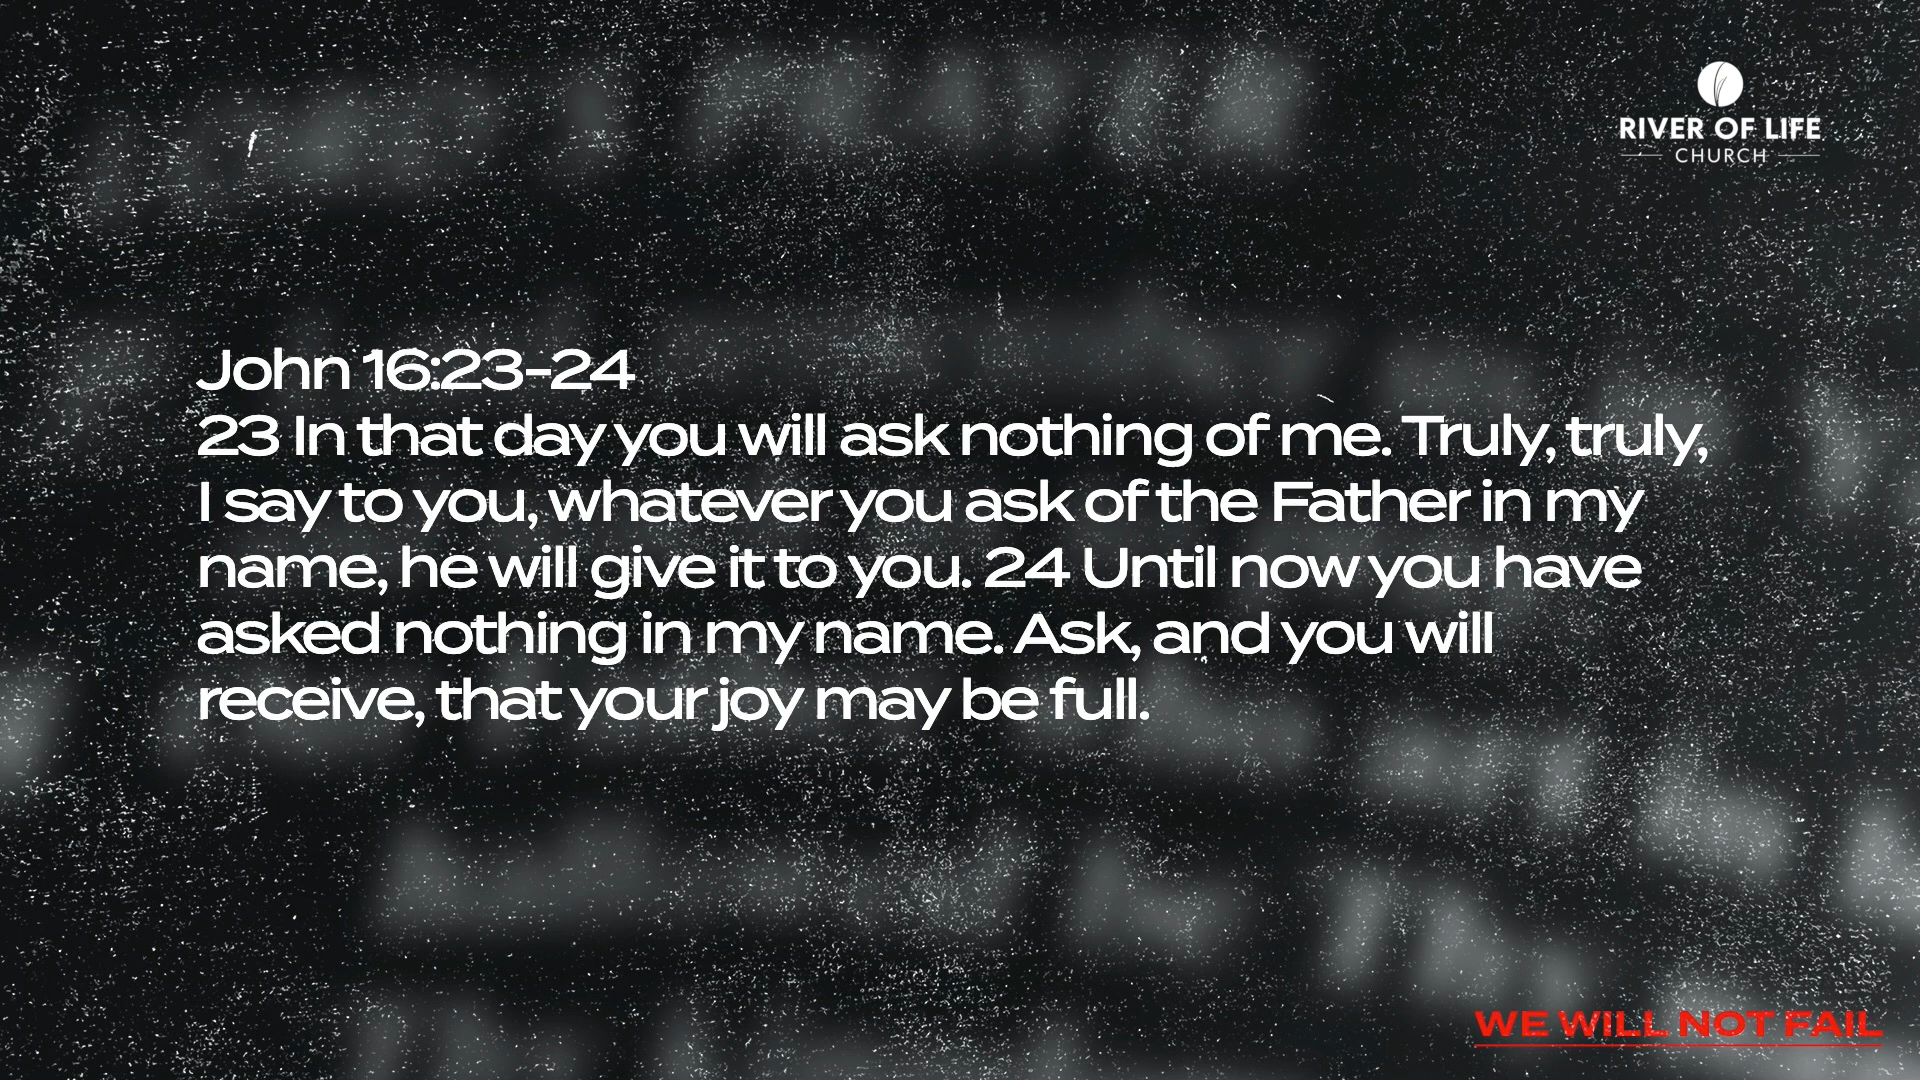 RIVER OF LIFE
CHURCH
John 16:23-24
23 In that day you will ask nothing of me. Truly, truly,
I say to you, whatever you ask of the Father in my
name, he will give it to you. 24 Until now you have
asked nothing in my name. Ask, and you will
receive, that your joy may be full.
WE WILL NOT FAIL